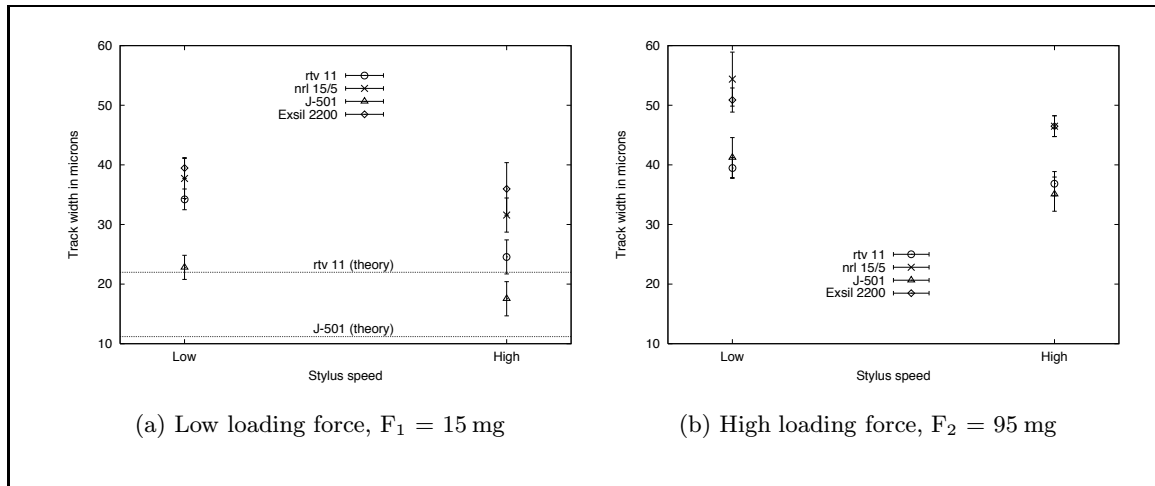 60
50
40
30
20
10
Track width in microns
rtv 11
nrl 15/5
J-501
Exsil 2200
rtv 11 (theory)
J-501 (theory)
Low
High
Stylus speed
(a) Low loading force, F₁ = 15 mg
60
50
40
30
20
10
Track width in microns
rtv 11
nrl 15/5
J-501
Exsil 2200
Low
High
Stylus speed
(b) High loading force, F₂ = 95 mg